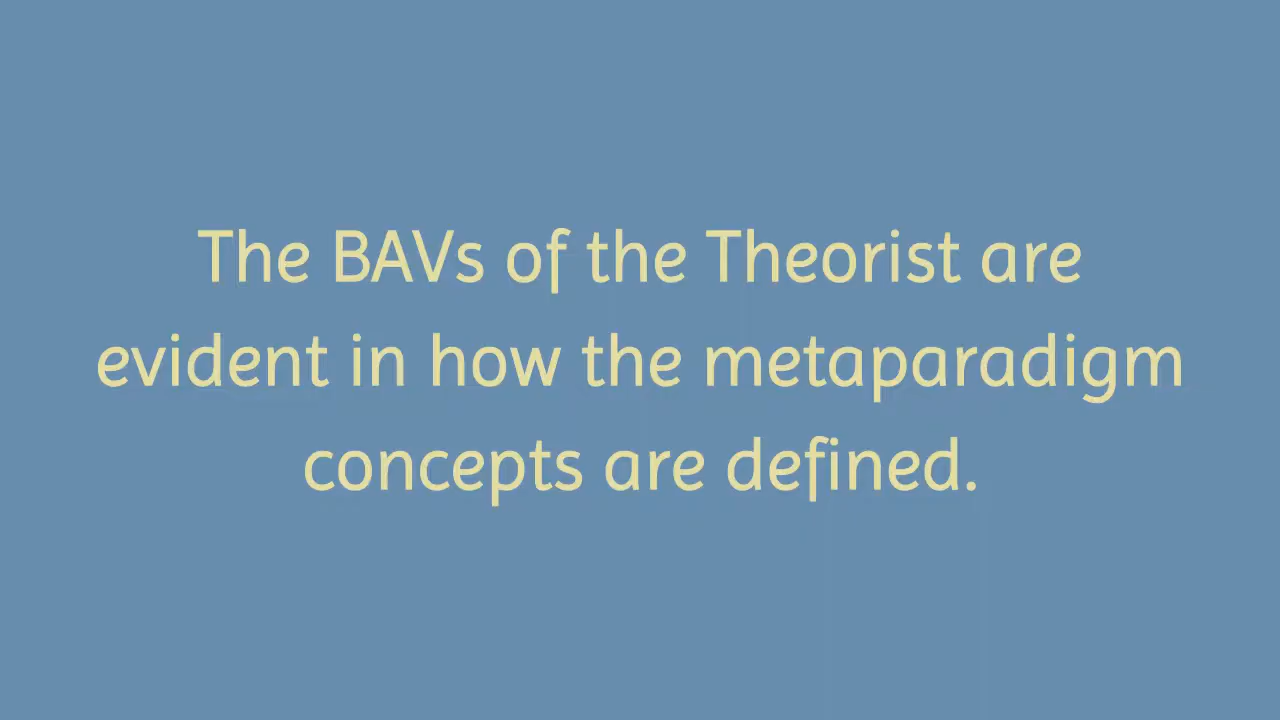 The BAVs of the Theorist are
evident in how the metaparadigm
concepts are defined.